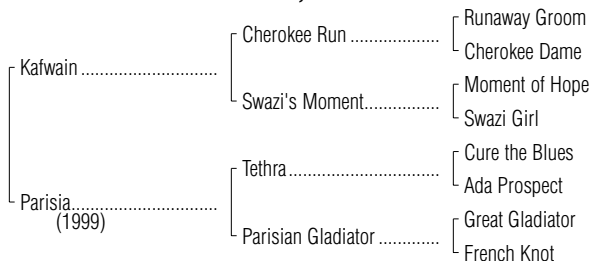 Runaway Groom
Cherokee Run ...................
Cherokee Dame
Kafwain .............................
Moment of Hope
Swazi's Moment................
Swazi Girl
Cure the Blues
Tethra................................
Ada Prospect
Parisia...............................
(1999)
Great Gladiator
Parisian Gladiator .............
French Knot